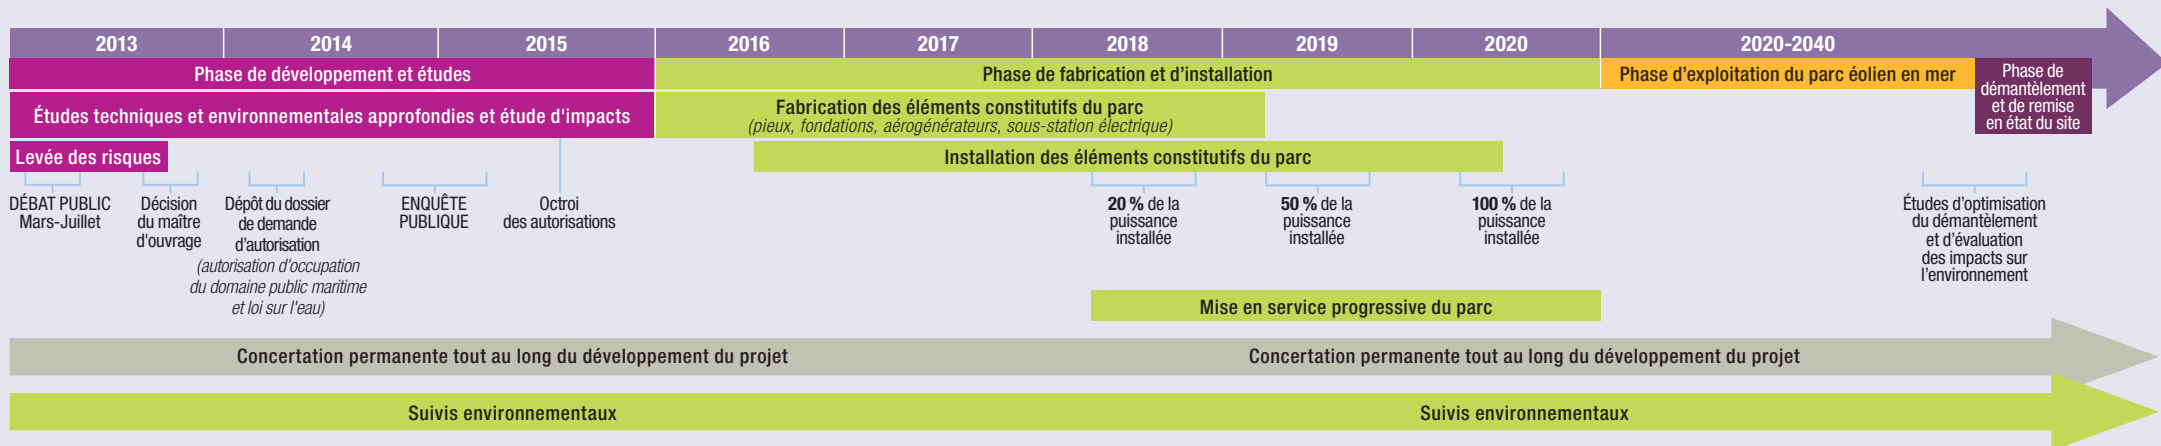 2013
2014
2015
2016
2017
2018
2019
2020
2020-2040
Phase de développement et études
Phase de fabrication et d’installation
Phase d’exploitation du parc éolien en mer
Phase de
démantèlement
et de remise
en état du site
Études techniques et environnementales approfondies et étude d'impacts
Fabrication des éléments constitutifs du parc
(pieux, fondations, aérogénérateurs, sous-station électrique)
Levée des risques
Installation des éléments constitutifs du parc
DÉBAT PUBLIC
Mars-Juillet
Décision
du maître
d'ouvrage
Dépôt du dossier
de demande
d’autorisation
(autorisation d’occupation
du domaine public maritime
et loi sur l'eau)
ENQUÊTE
PUBLIQUE
Octroi
des autorisations
20 % de la
puissance
installée
50 % de la
puissance
installée
100 % de la
puissance
installée
Études d’optimisation
du démantèlement
et d’évaluation
des impacts sur
l’environnement
Mise en service progressive du parc
Concertation permanente tout au long du développement du projet
Concertation permanente tout au long du développement du projet
Suivis environnementaux
Suivis environnementaux